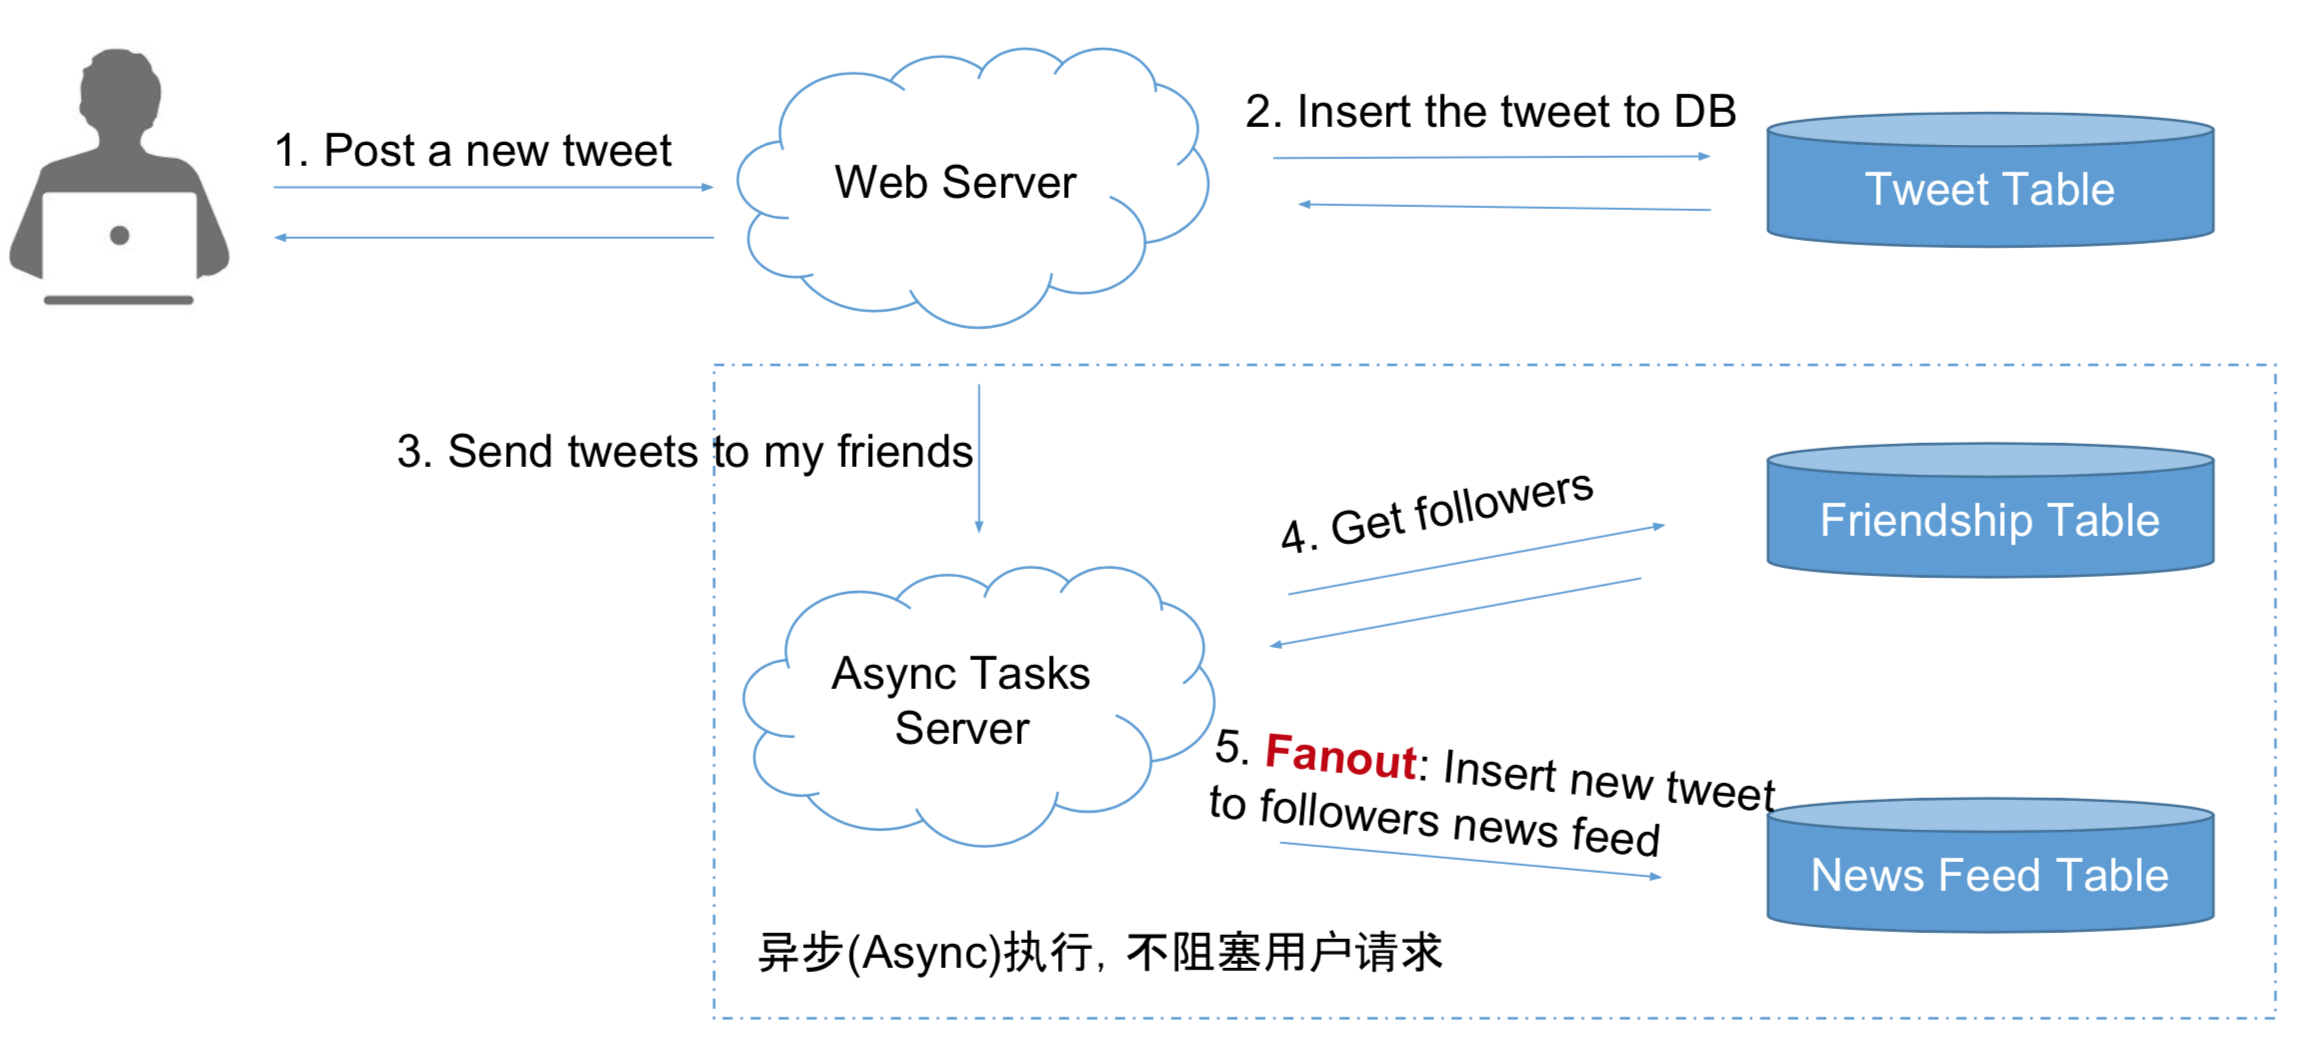 1. Post a new tweet
Web Server
2. Insert the tweet to DB
Tweet Table
3. Send tweets to my friends
4. Get followers
Friendship Table
Async Tasks
Server
5. Fanout: Insert new tweet
to followers news feed
News Feed Table
异步(Async)执行，不阻塞用户请求